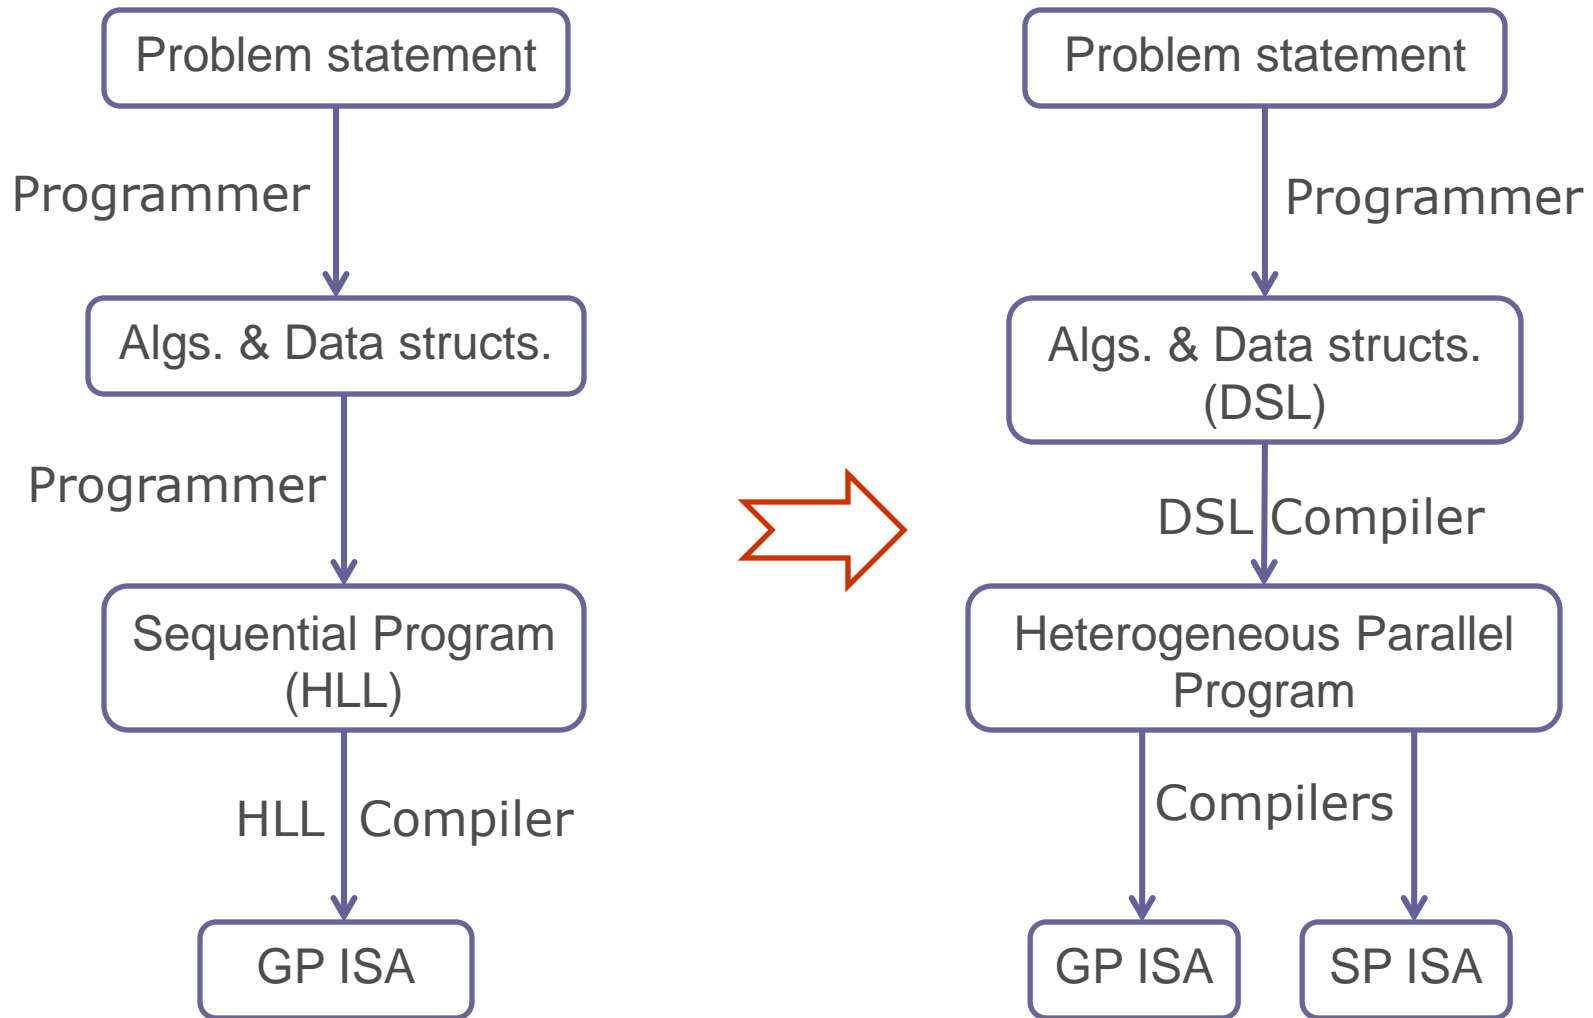 Problem statement
Programmer
Algs. & Data structs.
Programmer
Sequential Program
(HLL)
HLL Compiler
GP ISA
Problem statement
Programmer
Algs. & Data structs.
(DSL)
DSL Compiler
Heterogeneous Parallel
Program
Compilers
GP ISA
SP ISA